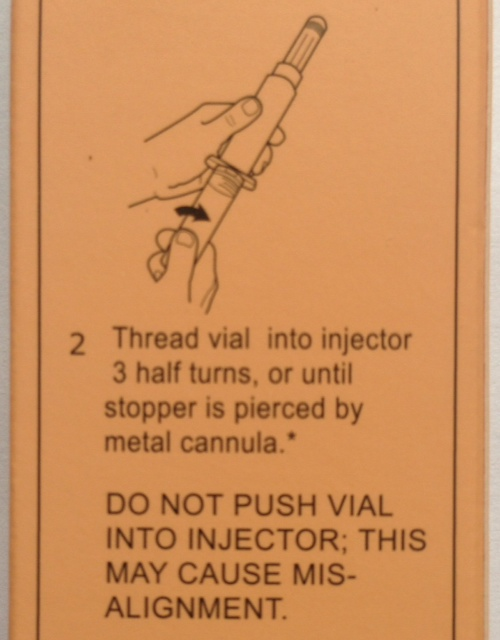 2 Thread vial into injector
3 half turns, or until
stopper is pierced by
metal cannula.*
DO NOT PUSH VIAL
INTO INJECTOR; THIS
MAY CAUSE MIS-
ALIGNMENT.